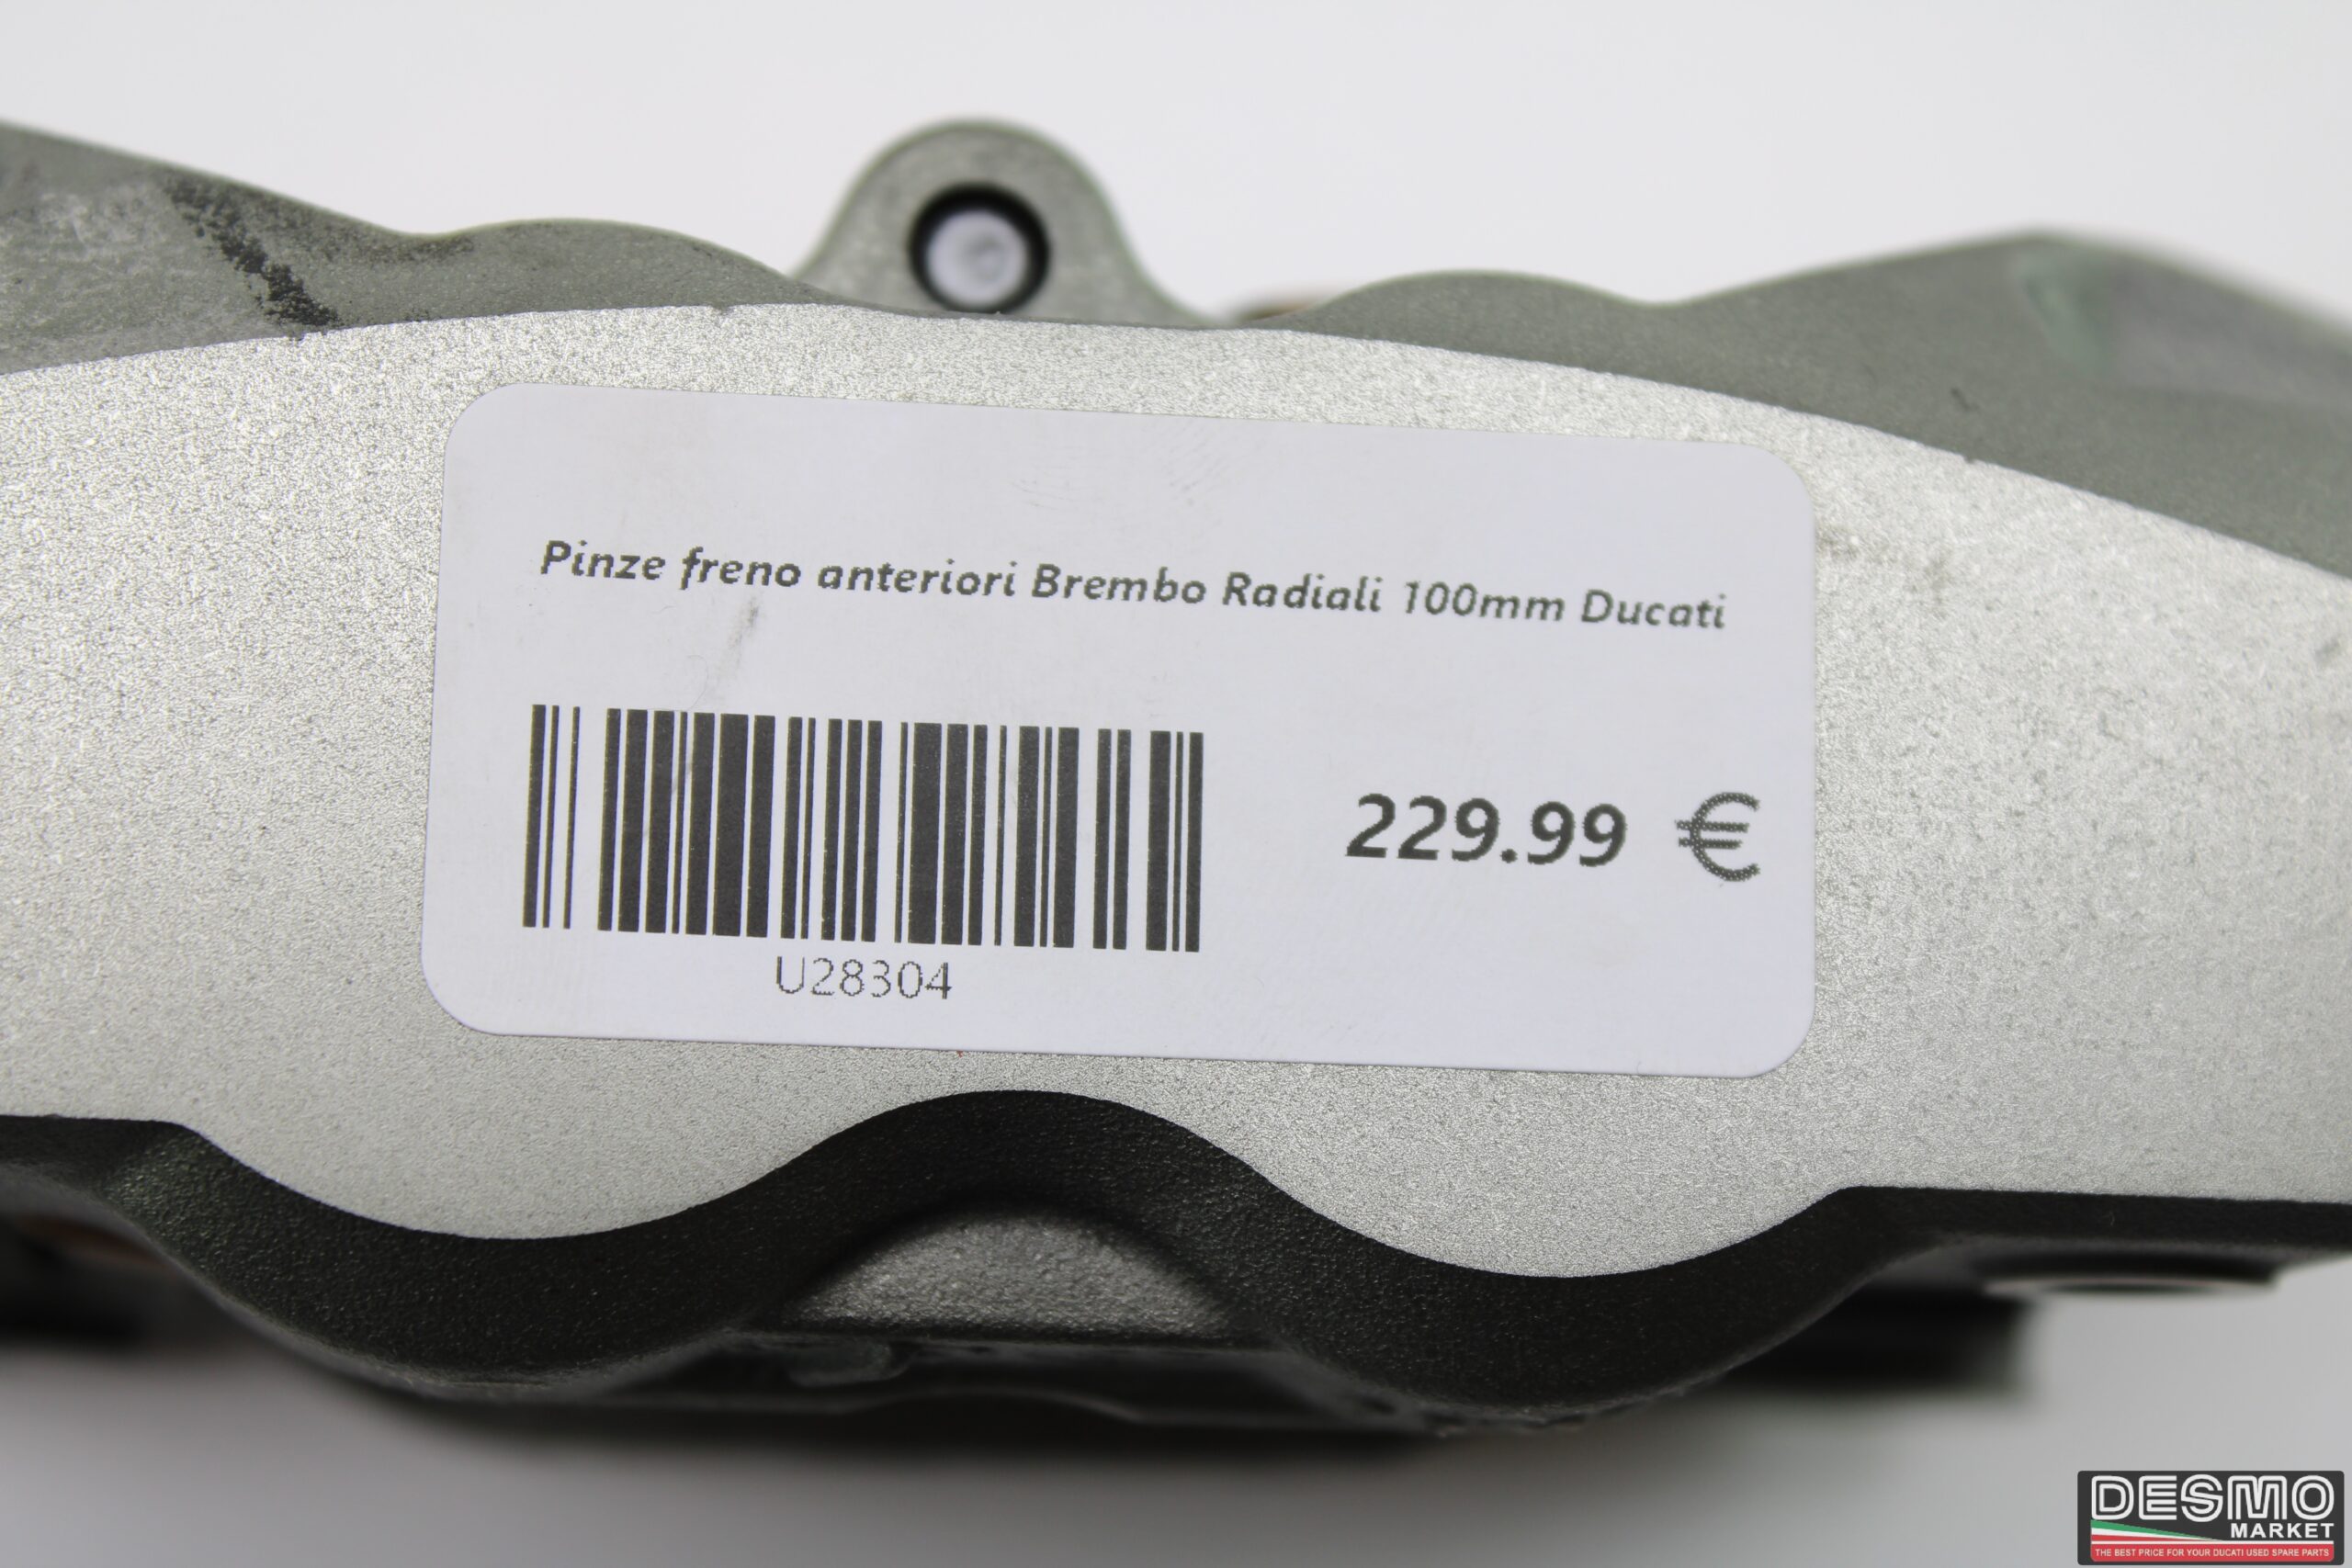 Pinze freno anteriori Brembo Radiali 100mm Ducati
229.99 €
U28304
DESMO
MARKET
THE BEST PRICE FOR YOUR DUCATI USED SPARE PARTS